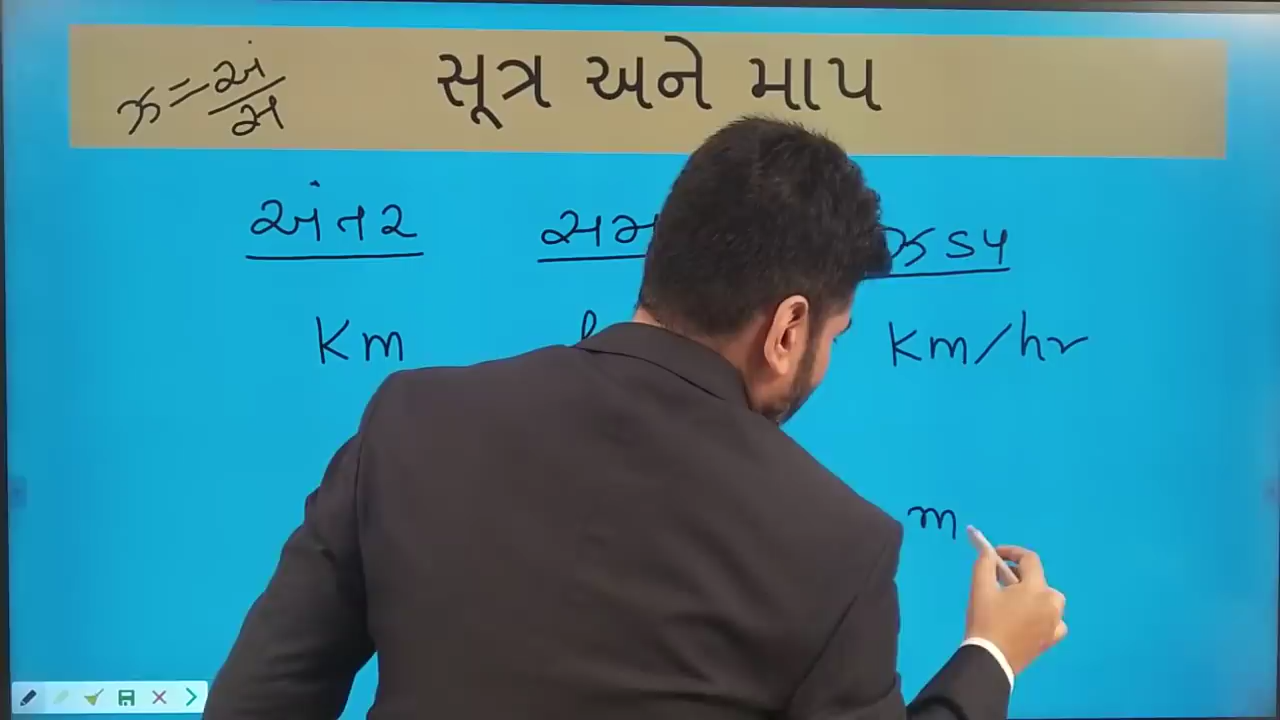 સૂત્ર અને માપ
ઝ = અં/સ
અંતર ઝડપ
Km Km/hr
m